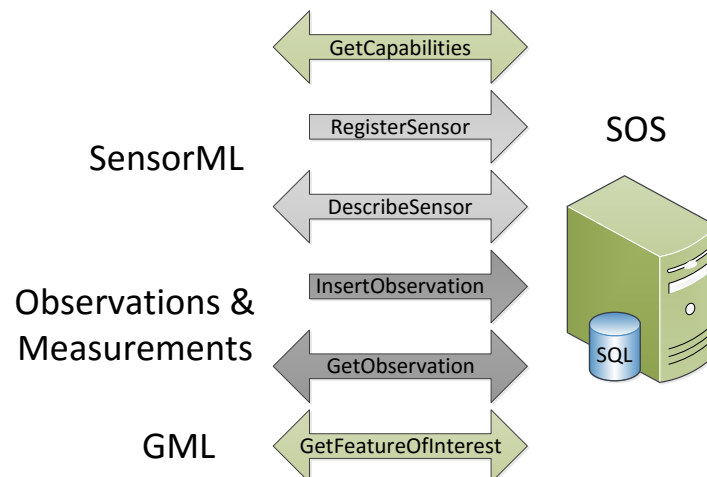 GetCapabilities
RegisterSensor
SOS
SensorML
DescribeSensor
InsertObservation
Observations &
Measurements
SQL
GetObservation
GML
GetFeatureOfInterest